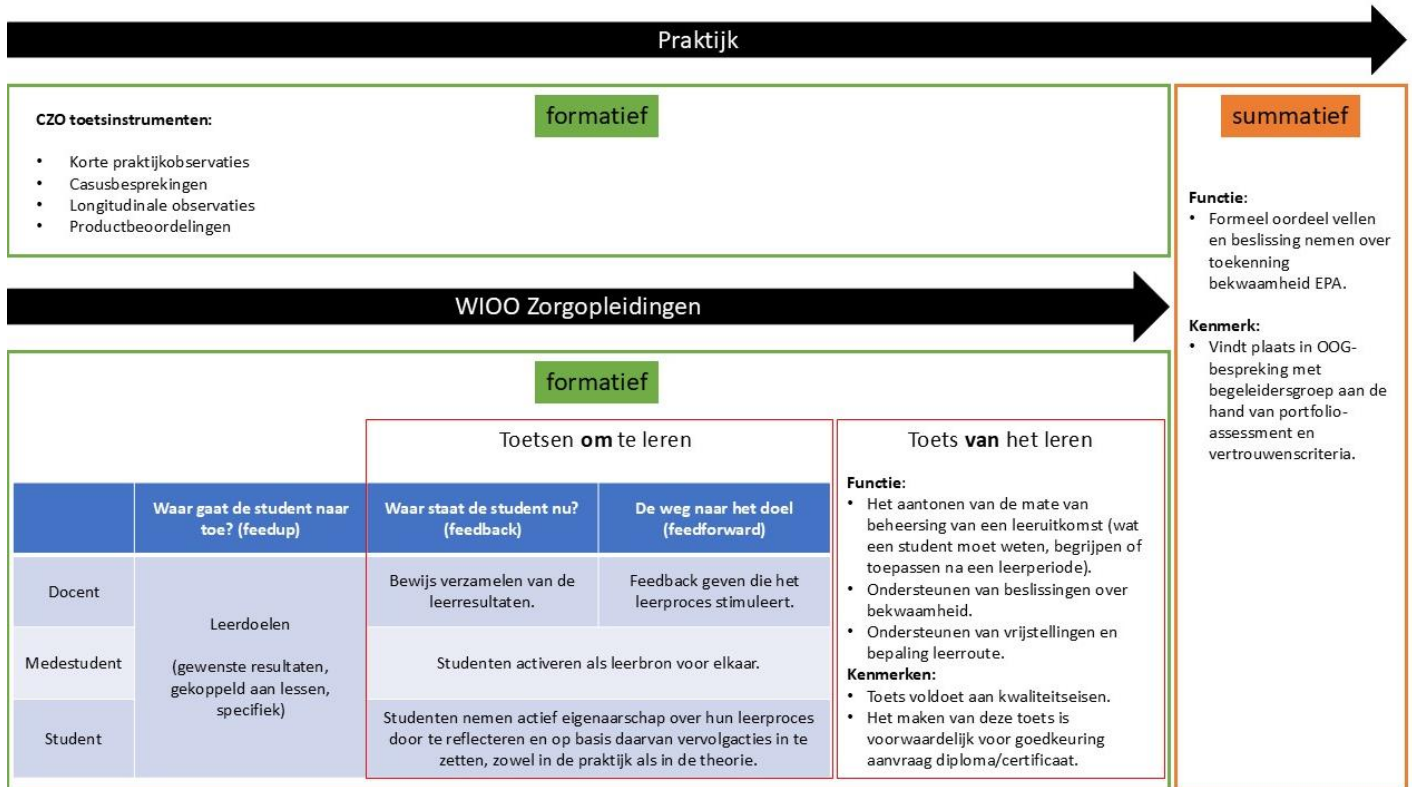 Praktijk
formatief
CZO toetsinstrumenten:
• Korte praktijkobservaties
• Casusbesprekingen
• Longitudinale observaties
• Productbeoordelingen
summatief
Functie:
• Formeel oordeel vellen
en beslissing nemen over
toekenning
bekwaamheid EPA.
Kenmerk:
• Vindt plaats in OOG-
bespreking met
begeleidersgroep aan de
hand van portfolio-
assessment en
vertrouwenscriteria.
WIOO Zorgopleidingen
formatief
Toetsen om te leren
Waar gaat de student naar
toe? (feedup)
Waar staat de student nu?
(feedback)
De weg naar het doel
(feedforward)
Docent
Leerdoelen
(gewenste resultaten,
gekoppeld aan lessen,
specifiek)
Bewijs verzamelen van de
leerresultaten.
Feedback geven die het
leerproces stimuleert.
Medestudent
Studenten activeren als leerbron voor elkaar.
Student
Studenten nemen actief eigenaarschap over hun leerproces
door te reflecteren en op basis daarvan vervolgacties in te
zetten, zowel in de praktijk als in de theorie.
Toets van het leren
Functie:
• Het aantonen van de mate van
beheersing van een leeruitkomst (wat
een student moet weten, begrijpen of
toepassen na een leerperiode).
• Ondersteunen van beslissingen over
bekwaamheid.
• Ondersteunen van vrijstellingen en
bepaling leerroute.
Kenmerken:
• Toets voldoet aan kwaliteitseisen.
• Het maken van deze toets is
voorwaardelijk voor goedkeuring
aanvraag diploma/certificaat.